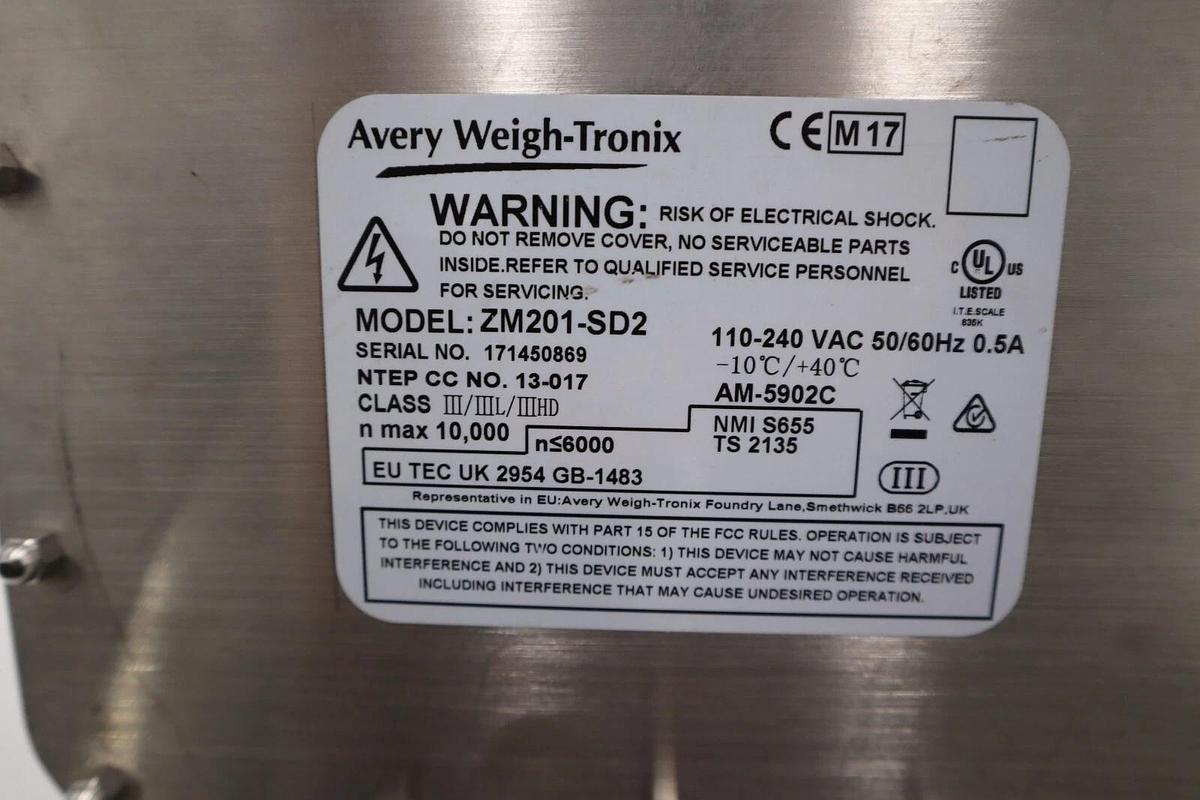 Avery Weigh-Tronix
CE M 17
WARNING: RISK OF ELECTRICAL SHOCK.
DO NOT REMOVE COVER, NO SERVICEABLE PARTS
INSIDE.REFER TO QUALIFIED SERVICE PERSONNEL
FOR SERVICING.
C UL US
LISTED
I.T.E.SCALE
835K
MODEL: ZM201-SD2
110-240 VAC 50/60Hz 0.5A
SERIAL NO. 171450869
-10℃/+40℃
NTEP CC NO. 13-017
AM-5902C
CLASS Ⅲ/ⅢL/ⅢHD
n max 10,000
n≤6000
NMI S655
TS 2135
EU TEC UK 2954 GB-1483
III
Representative in EU:Avery Weigh-Tronix Foundry Lane,Smethwick B66 2LP,UK
THIS DEVICE COMPLIES WITH PART 15 OF THE FCC RULES. OPERATION IS SUBJECT
TO THE FOLLOWING TWO CONDITIONS: 1) THIS DEVICE MAY NOT CAUSE HARMFUL
INTERFERENCE AND 2) THIS DEVICE MUST ACCEPT ANY INTERFERENCE RECEIVED
INCLUDING INTERFERENCE THAT MAY CAUSE UNDESIRED OPERATION.